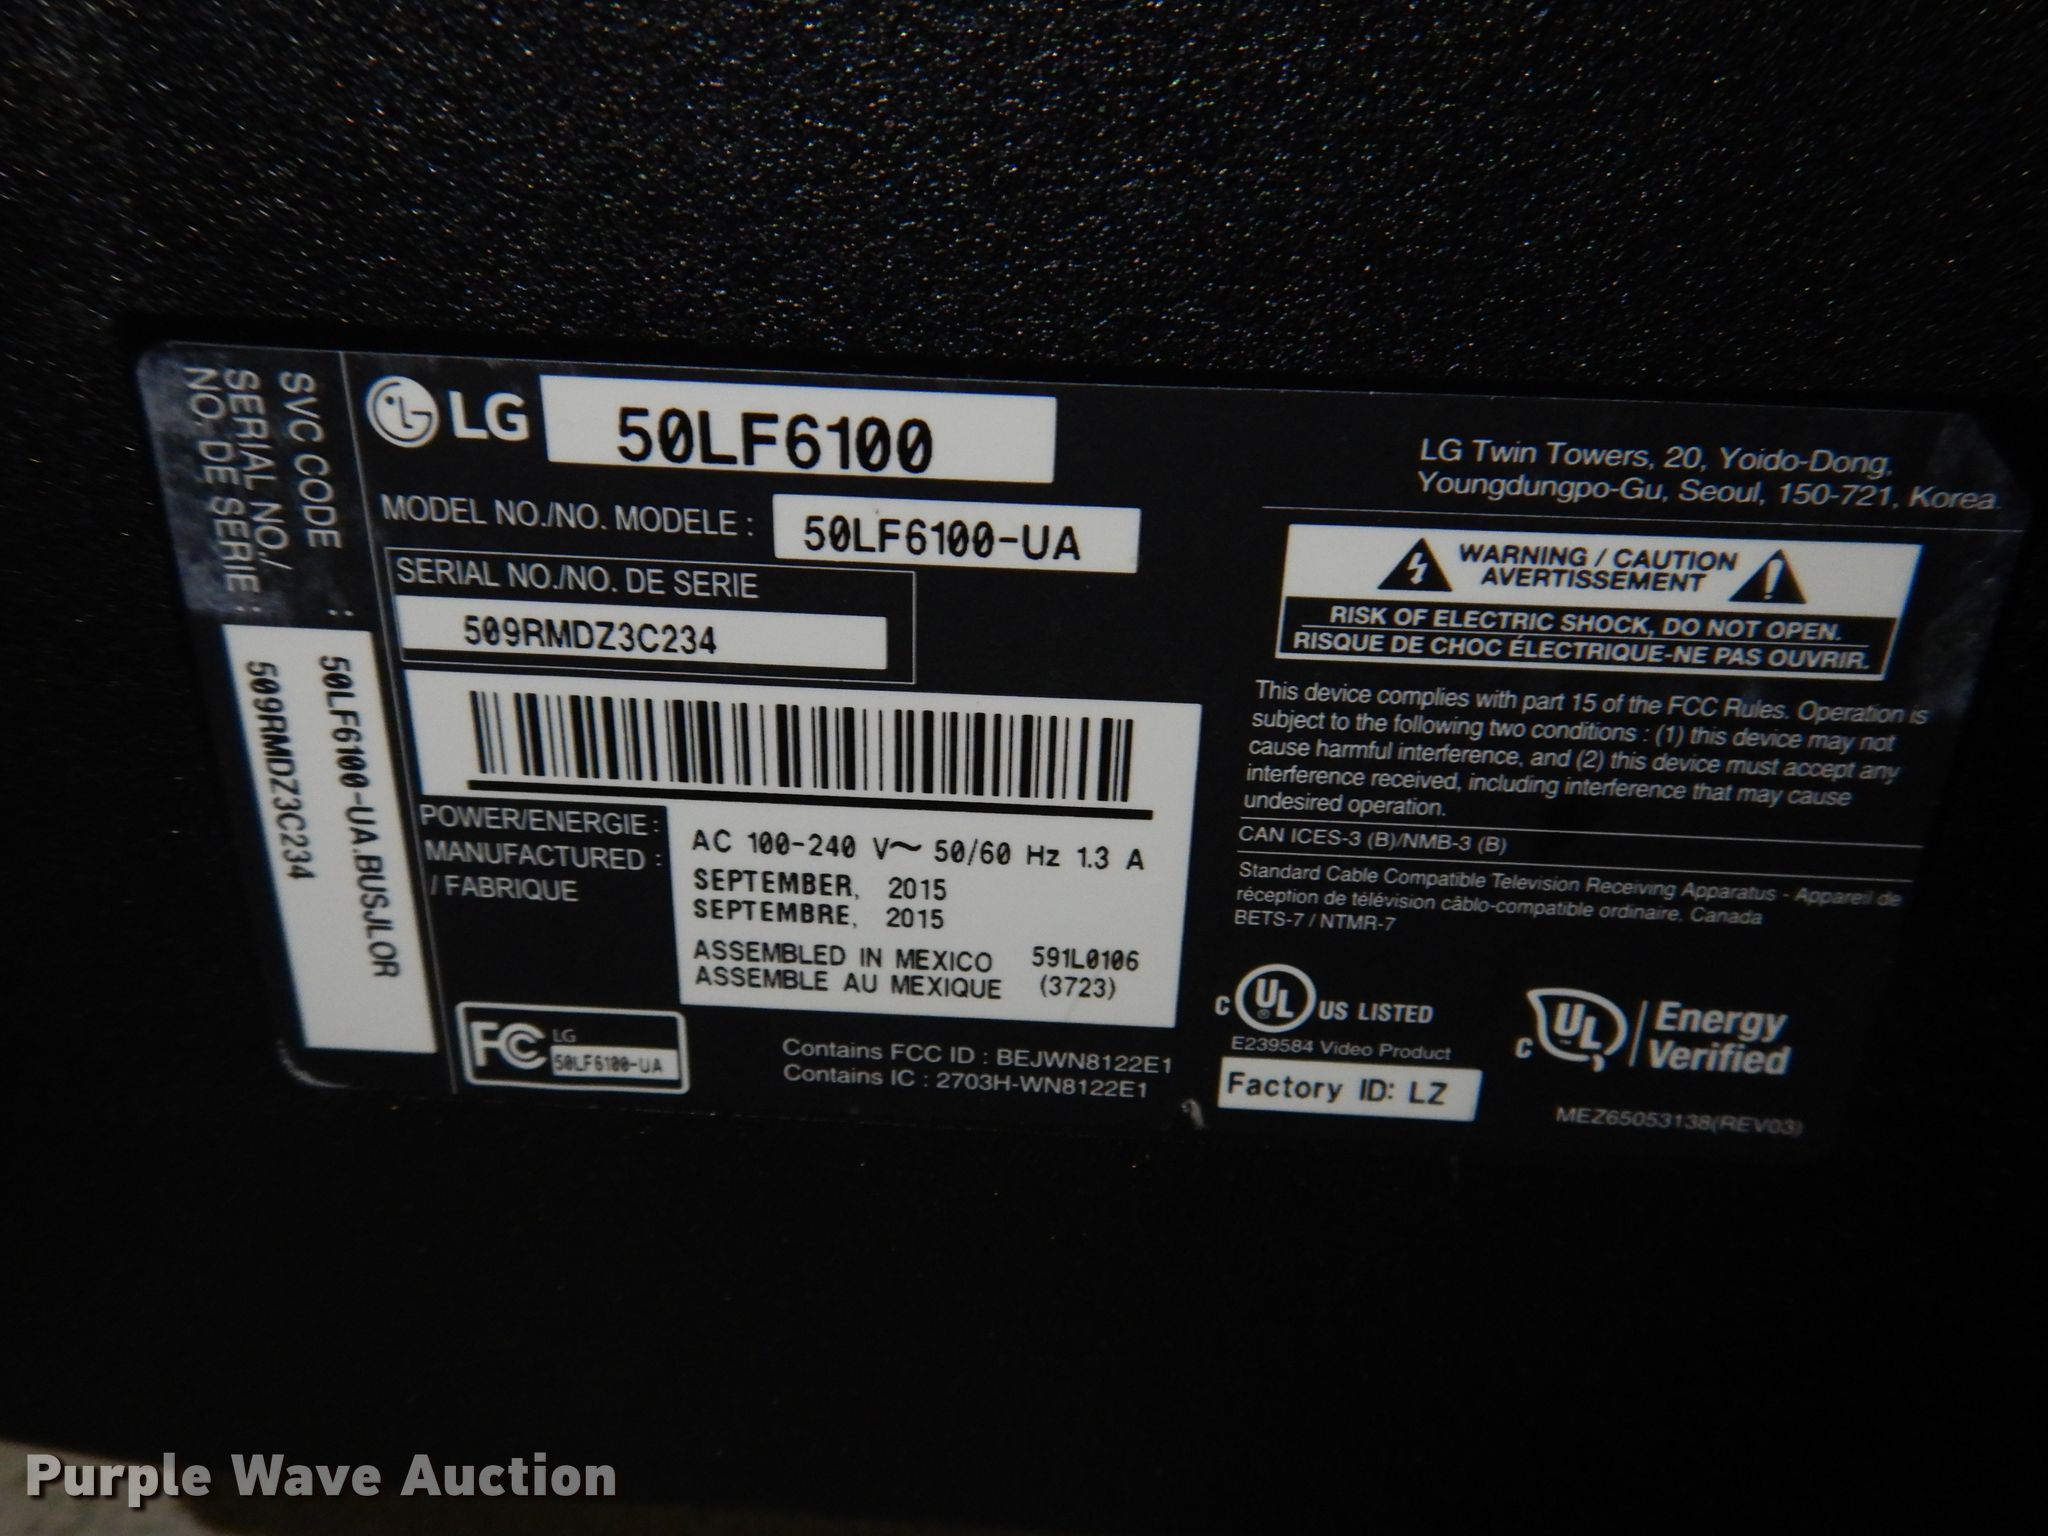 SVC CODE :
SERIAL NO./
NO. DE SERIE :
50LF6100-UA.BUSJLOR
509RMDZ3C234
LG
50LF6100
MODEL NO./NO. MODELE :
50LF6100-UA
SERIAL NO./NO. DE SERIE
509RMDZ3C234
POWER/ENERGIE :
AC 100-240 V~ 50/60 Hz 1.3 A
MANUFACTURED :
/ FABRIQUE
SEPTEMBER, 2015
SEPTEMBRE, 2015
ASSEMBLED IN MEXICO 591L0106
ASSEMBLE AU MEXIQUE (3723)
FC LG
50LF6100-UA
Contains FCC ID : BEJWN8122E1
Contains IC : 2703H-WN8122E1
LG Twin Towers, 20, Yoido-Dong,
Youngdungpo-Gu, Seoul, 150-721, Korea.
WARNING / CAUTION
AVERTISSEMENT
RISK OF ELECTRIC SHOCK, DO NOT OPEN.
RISQUE DE CHOC ÉLECTRIQUE-NE PAS OUVRIR.
This device complies with part 15 of the FCC Rules. Operation is
subject to the following two conditions : (1) this device may not
cause harmful interference, and (2) this device must accept any
interference received, including interference that may cause
undesired operation.
CAN ICES-3 (B)/NMB-3 (B)
Standard Cable Compatible Television Receiving Apparatus - Appareil de
réception de télévision câblo-compatible ordinaire, Canada
BETS-7 / NTMR-7
C UL ® US LISTED
E239584 Video Product
Factory ID: LZ
C UL Energy
Verified
MEZ65053138(REV03)
Purple Wave Auction